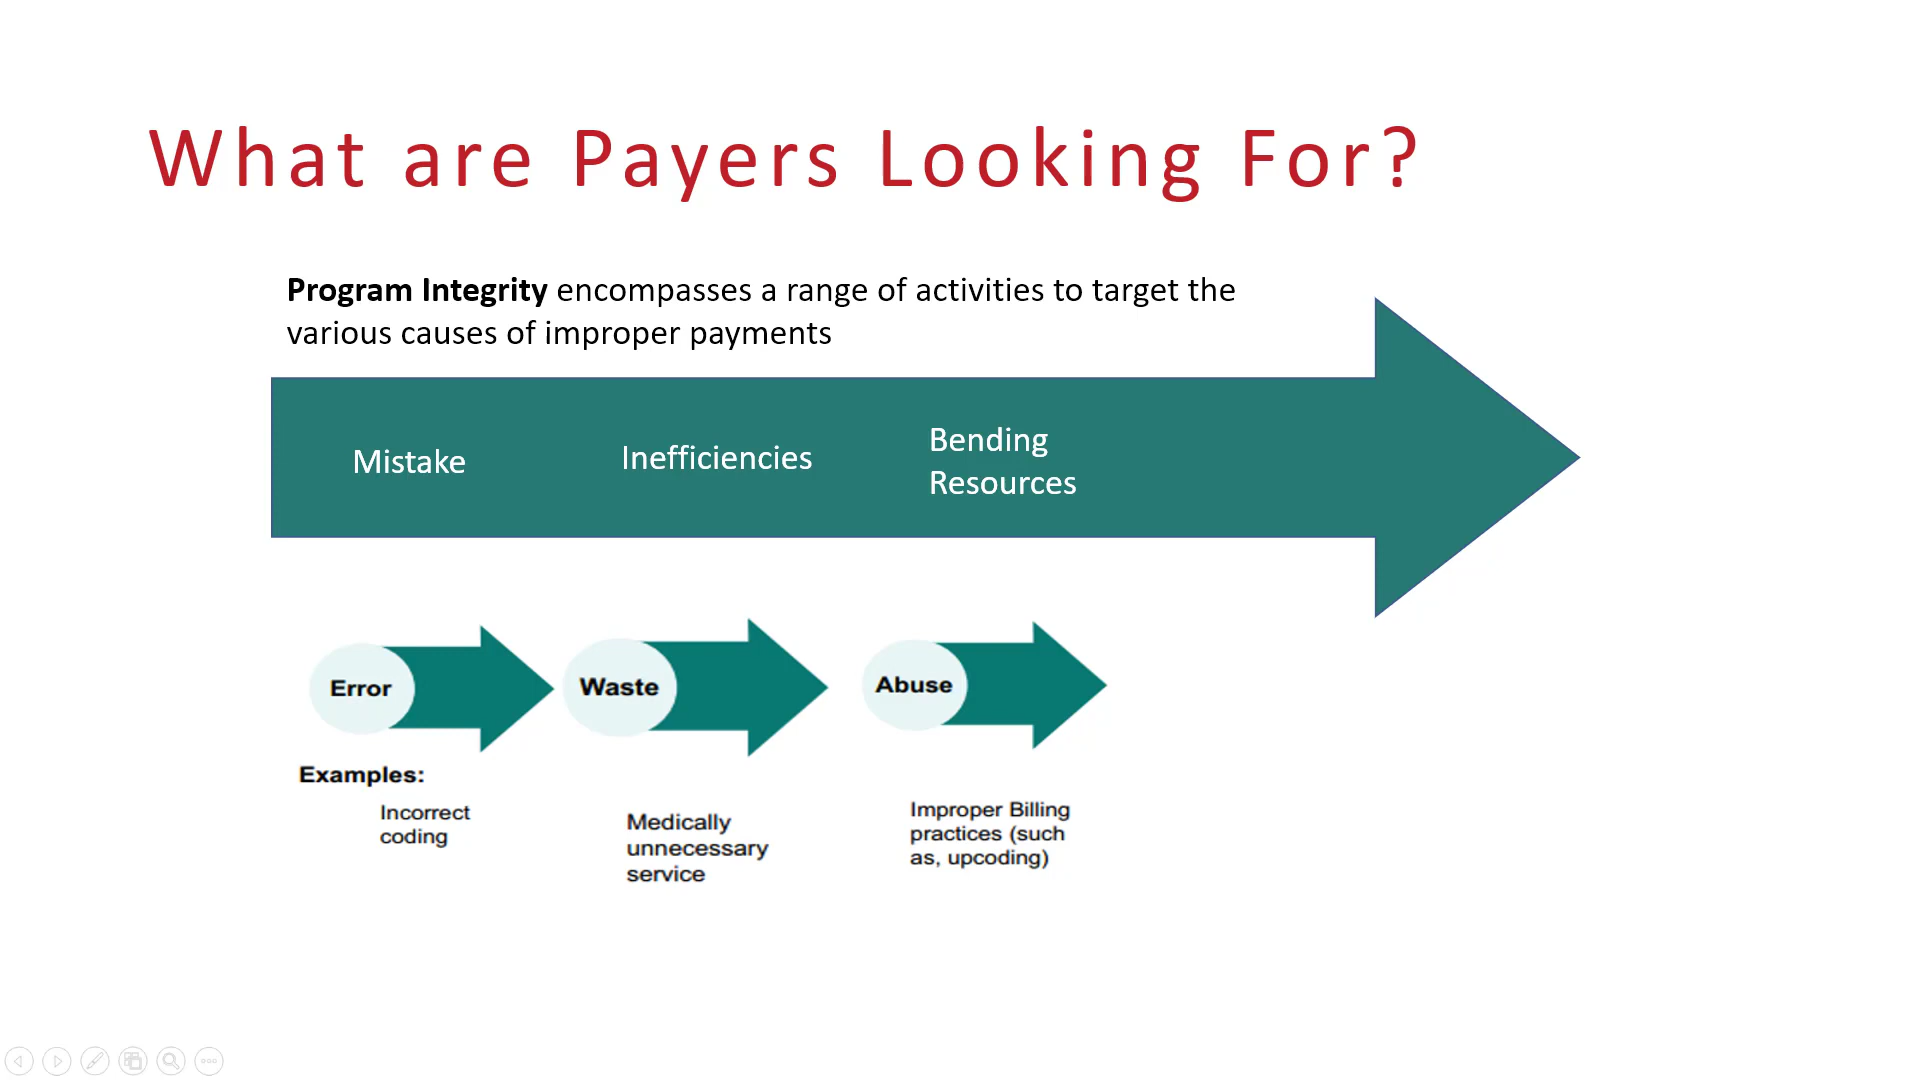 What are Payers Looking For?
Program Integrity encompasses a range of activities to target the
various causes of improper payments
Mistake
Inefficiencies
Bending
Resources
Error
Waste
Abuse
Examples:
Incorrect
coding
Medically
unnecessary
service
Improper Billing
practices (such
as, upcoding)